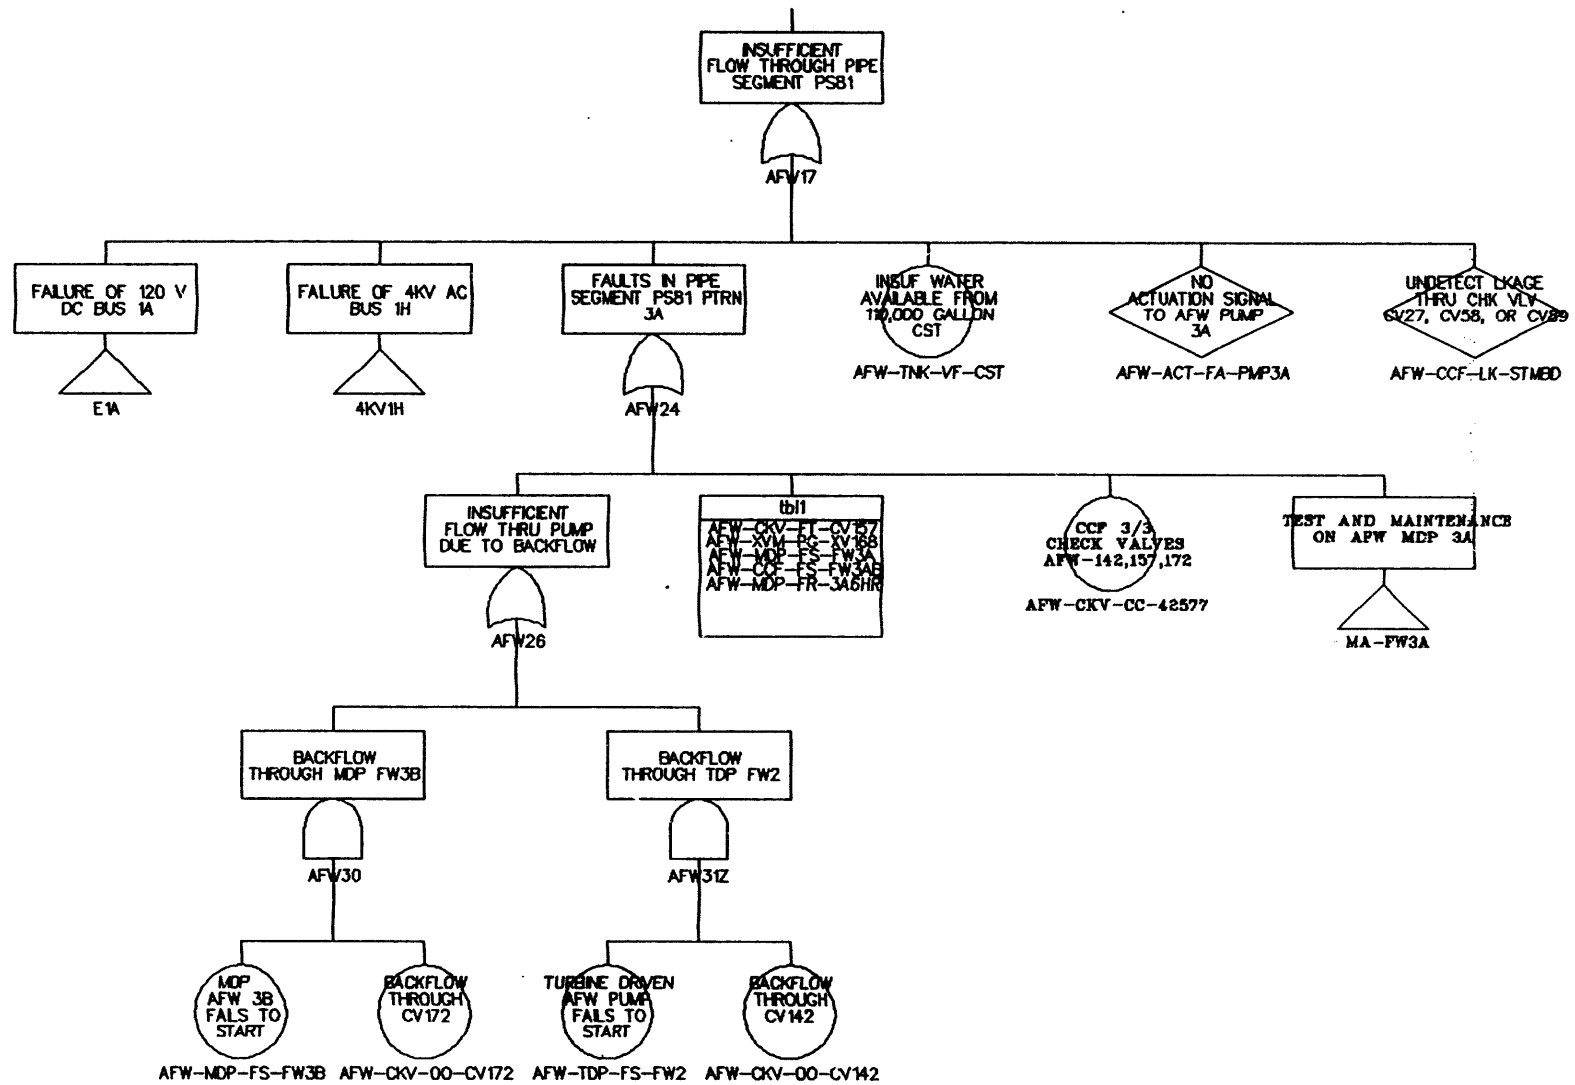 INSUFFICIENT
FLOW THROUGH PIPE
SEGMENT PS81
AFW17
FAILURE OF 120 V
DC BUS 1A
E1A
FAILURE OF 4KV AC
BUS 1H
4KV1H
FAULTS IN PIPE
SEGMENT PS81 PTRN
3A
AFW24
INSUF WATER
AVAILABLE FROM
110,000 GALLON
CST
AFW-TNK-VF-CST
NO
ACTUATION SIGNAL
TO AFW PUMP
3A
AFW-ACT-FA-PMP3A
UNDETECT LKAGE
THRU CHK VLV
CV27, CV58, OR CV89
AFW-CCF-LK-STMBD
INSUFFICIENT
FLOW THRU PUMP
DUE TO BACKFLOW
AFW26
tbl1
AFW-CKV-FT-CV157
AFW-XVM-PG-XV168
AFW-MDP-FS-FW3A
AFW-CCF-FS-FW3AB
AFW-MDP-FR-3A6HR
CCF 3/3
CHECK VALVES
AFW-142,157,172
AFW-CKV-CC-42577
TEST AND MAINTENANCE
ON AFW MDP 3A
MA-FW3A
BACKFLOW
THROUGH MDP FW3B
AFW30
BACKFLOW
THROUGH TDP FW2
AFW31Z
MDP
AFW 3B
FAILS TO
START
AFW-MDP-FS-FW3B
BACKFLOW
THROUGH
CV172
AFW-CKV-OO-CV172
TURBINE DRIVEN
AFW PUMP
FAILS TO
START
AFW-TDP-FS-FW2
BACKFLOW
THROUGH
CV142
AFW-CKV-OO-CV142